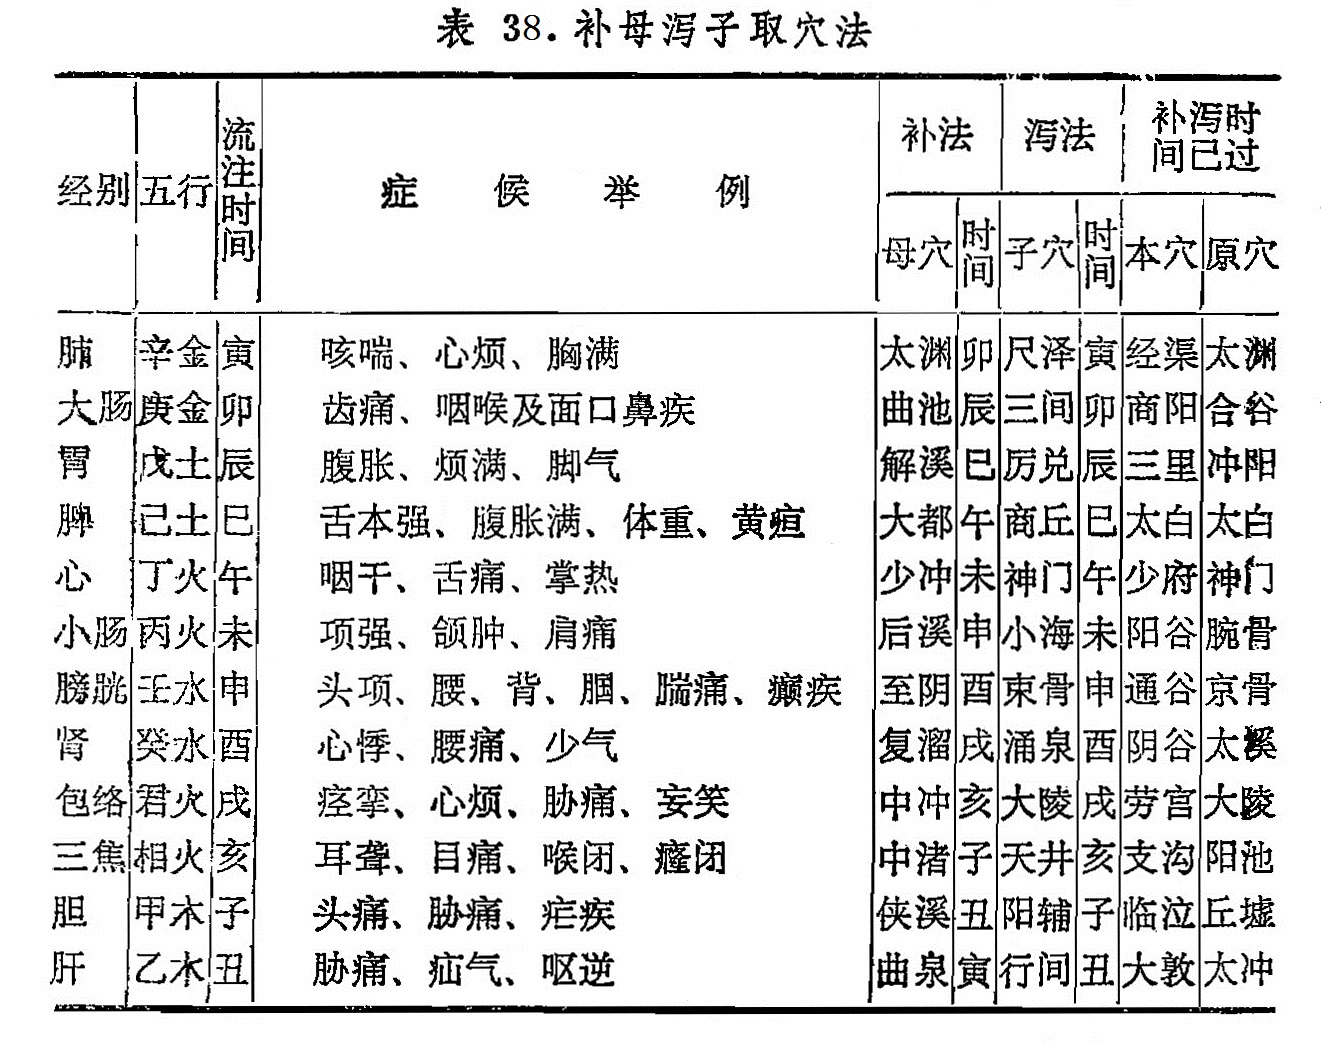 表 38. 补母泻子取穴法
经别 五行 流注时间 症候举例 补法 泻法 补泻时间已过
母穴 时间 子穴 时间 本穴 原穴
肺 辛金 寅 咳喘、心烦、胸满 太渊 卯 尺泽 寅 经渠 太渊
大肠 庚金 卯 齿痛、咽喉及面口鼻疾 曲池 辰 三间 卯 商阳 合谷
胃 戊土 辰 腹胀、烦满、脚气 解溪 巳 厉兑 辰 三里 冲阳
脾 己土 巳 舌本强、腹胀满、体重、黄疸 大都 午 商丘 巳 太白 太白
心 丁火 午 咽干、舌痛、掌热 少冲 未 神门 午 少府 神门
小肠 丙火 未 项强、颌肿、肩痛 后溪 申 小海 未 阳谷 腕骨
膀胱 壬水 申 头项、腰、背、腘、腨痛、癫疾 至阴 酉 束骨 申 通谷 京骨
肾 癸水 酉 心悸、腰痛、少气 复溜 戌 涌泉 酉 阴谷 太溪
包络 君火 戌 痉挛、心烦、胁痛、妄笑 中冲 亥 大陵 戌 劳宫 大陵
三焦 相火 亥 耳聋、目痛、喉闭、癃闭 中渚 子 天井 亥 支沟 阳池
胆 甲木 子 头痛、胁痛、疟疾 侠溪 丑 阳辅 子 临泣 丘墟
肝 乙木 丑 胁痛、疝气、呕逆 曲泉 寅 行间 丑 大敦 太冲